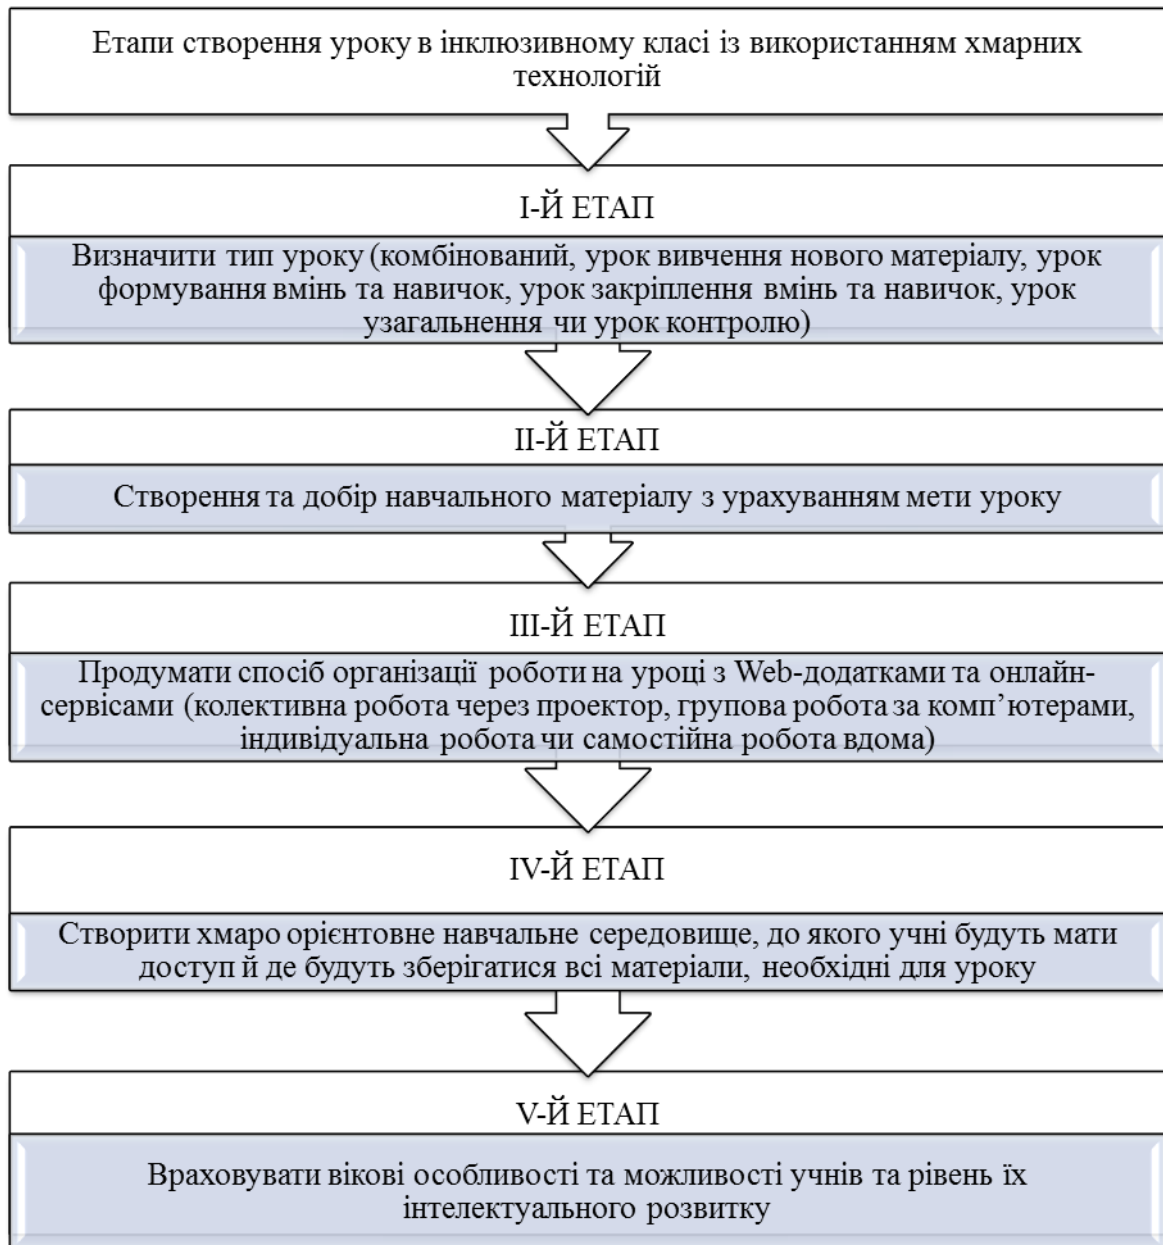 Етапи створення уроку в інклюзивному класі із використанням хмарних
технологій
І-Й ЕТАП
Визначити тип уроку (комбінований, урок вивчення нового матеріалу, урок
формування вмінь та навичок, урок закріплення вмінь та навичок, урок
узагальнення чи урок контролю)
ІІ-Й ЕТАП
Створення та добір навчального матеріалу з урахуванням мети уроку
ІІІ-Й ЕТАП
Продумати спосіб організації роботи на уроці з Web-додатками та онлайн-
сервісами (колективна робота через проектор, групова робота за комп’ютерами,
індивідуальна робота чи самостійна робота вдома)
IV-Й ЕТАП
Створити хмаро орієнтовне навчальне середовище, до якого учні будуть мати
доступ й де будуть зберігатися всі матеріали, необхідні для уроку
V-Й ЕТАП
Враховувати вікові особливості та можливості учнів та рівень їх
інтелектуального розвитку